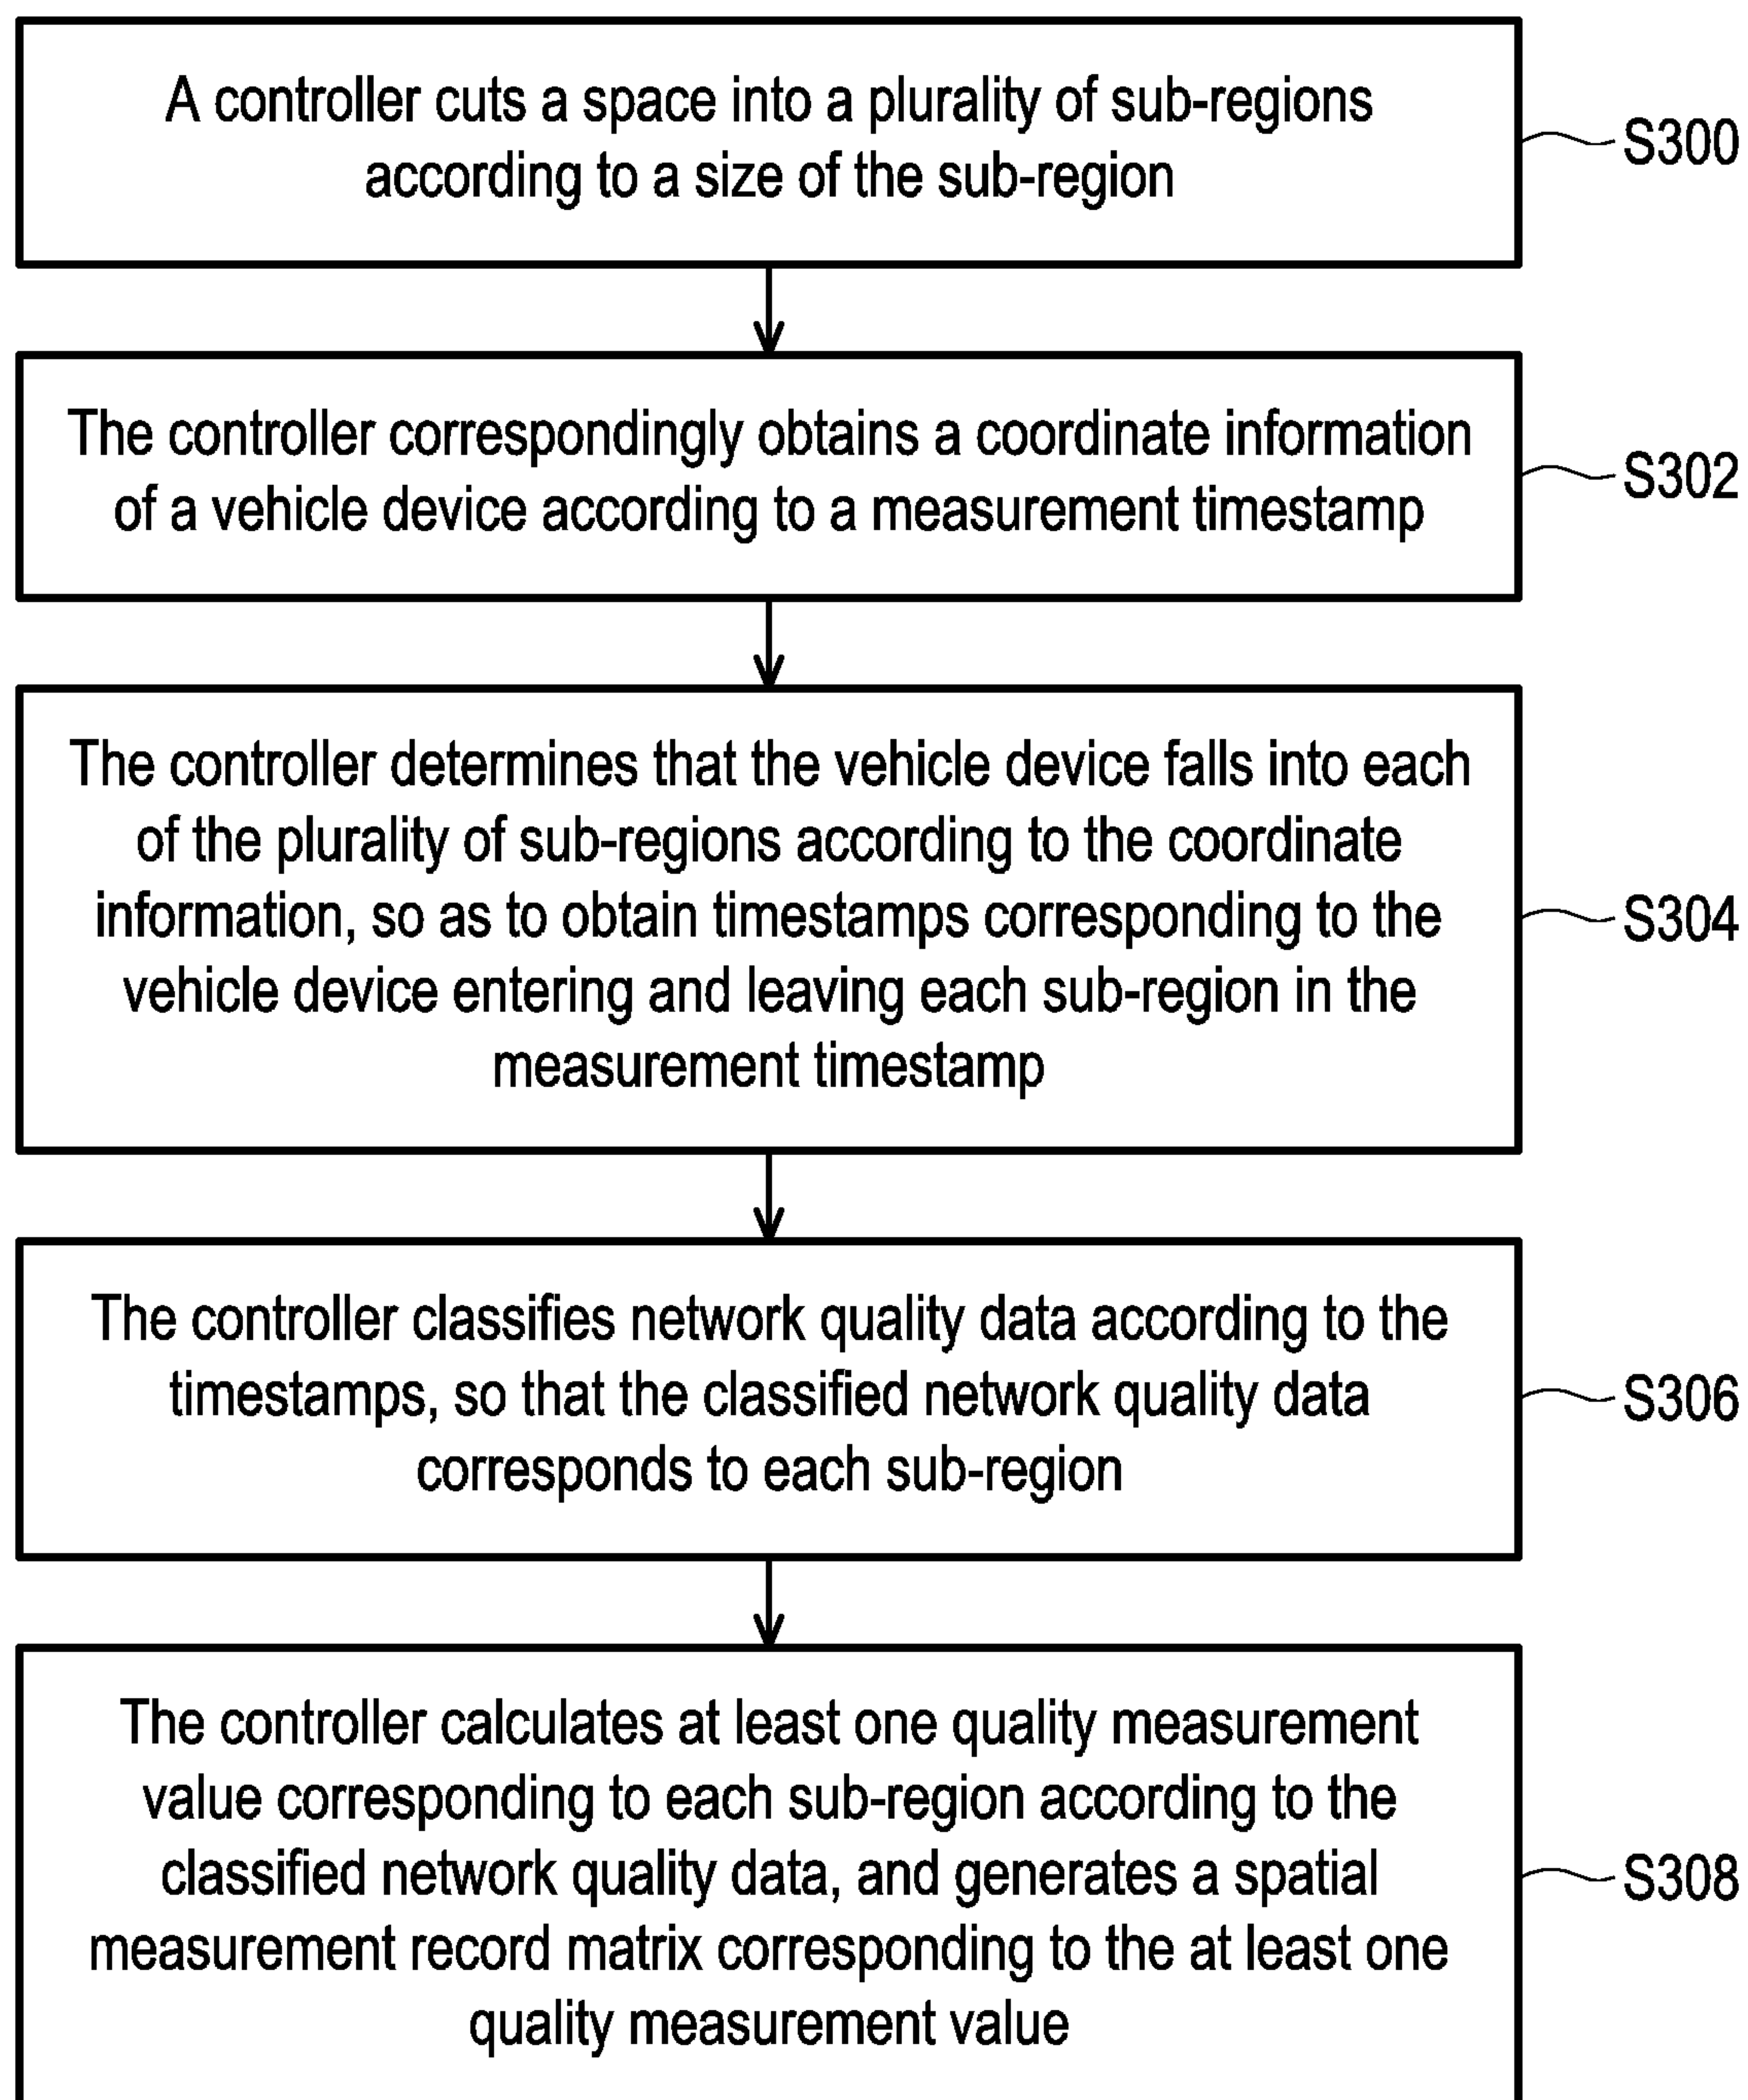 A controller cuts a space into a plurality of sub-regions
according to a size of the sub-region
S300
The controller correspondingly obtains a coordinate information
of a vehicle device according to a measurement timestamp
S302
The controller determines that the vehicle device falls into each
of the plurality of sub-regions according to the coordinate
information, so as to obtain timestamps corresponding to the
vehicle device entering and leaving each sub-region in the
measurement timestamp
S304
The controller classifies network quality data according to the
timestamps, so that the classified network quality data
corresponds to each sub-region
S306
The controller calculates at least one quality measurement
value corresponding to each sub-region according to the
classified network quality data, and generates a spatial
measurement record matrix corresponding to the at least one
quality measurement value
S308